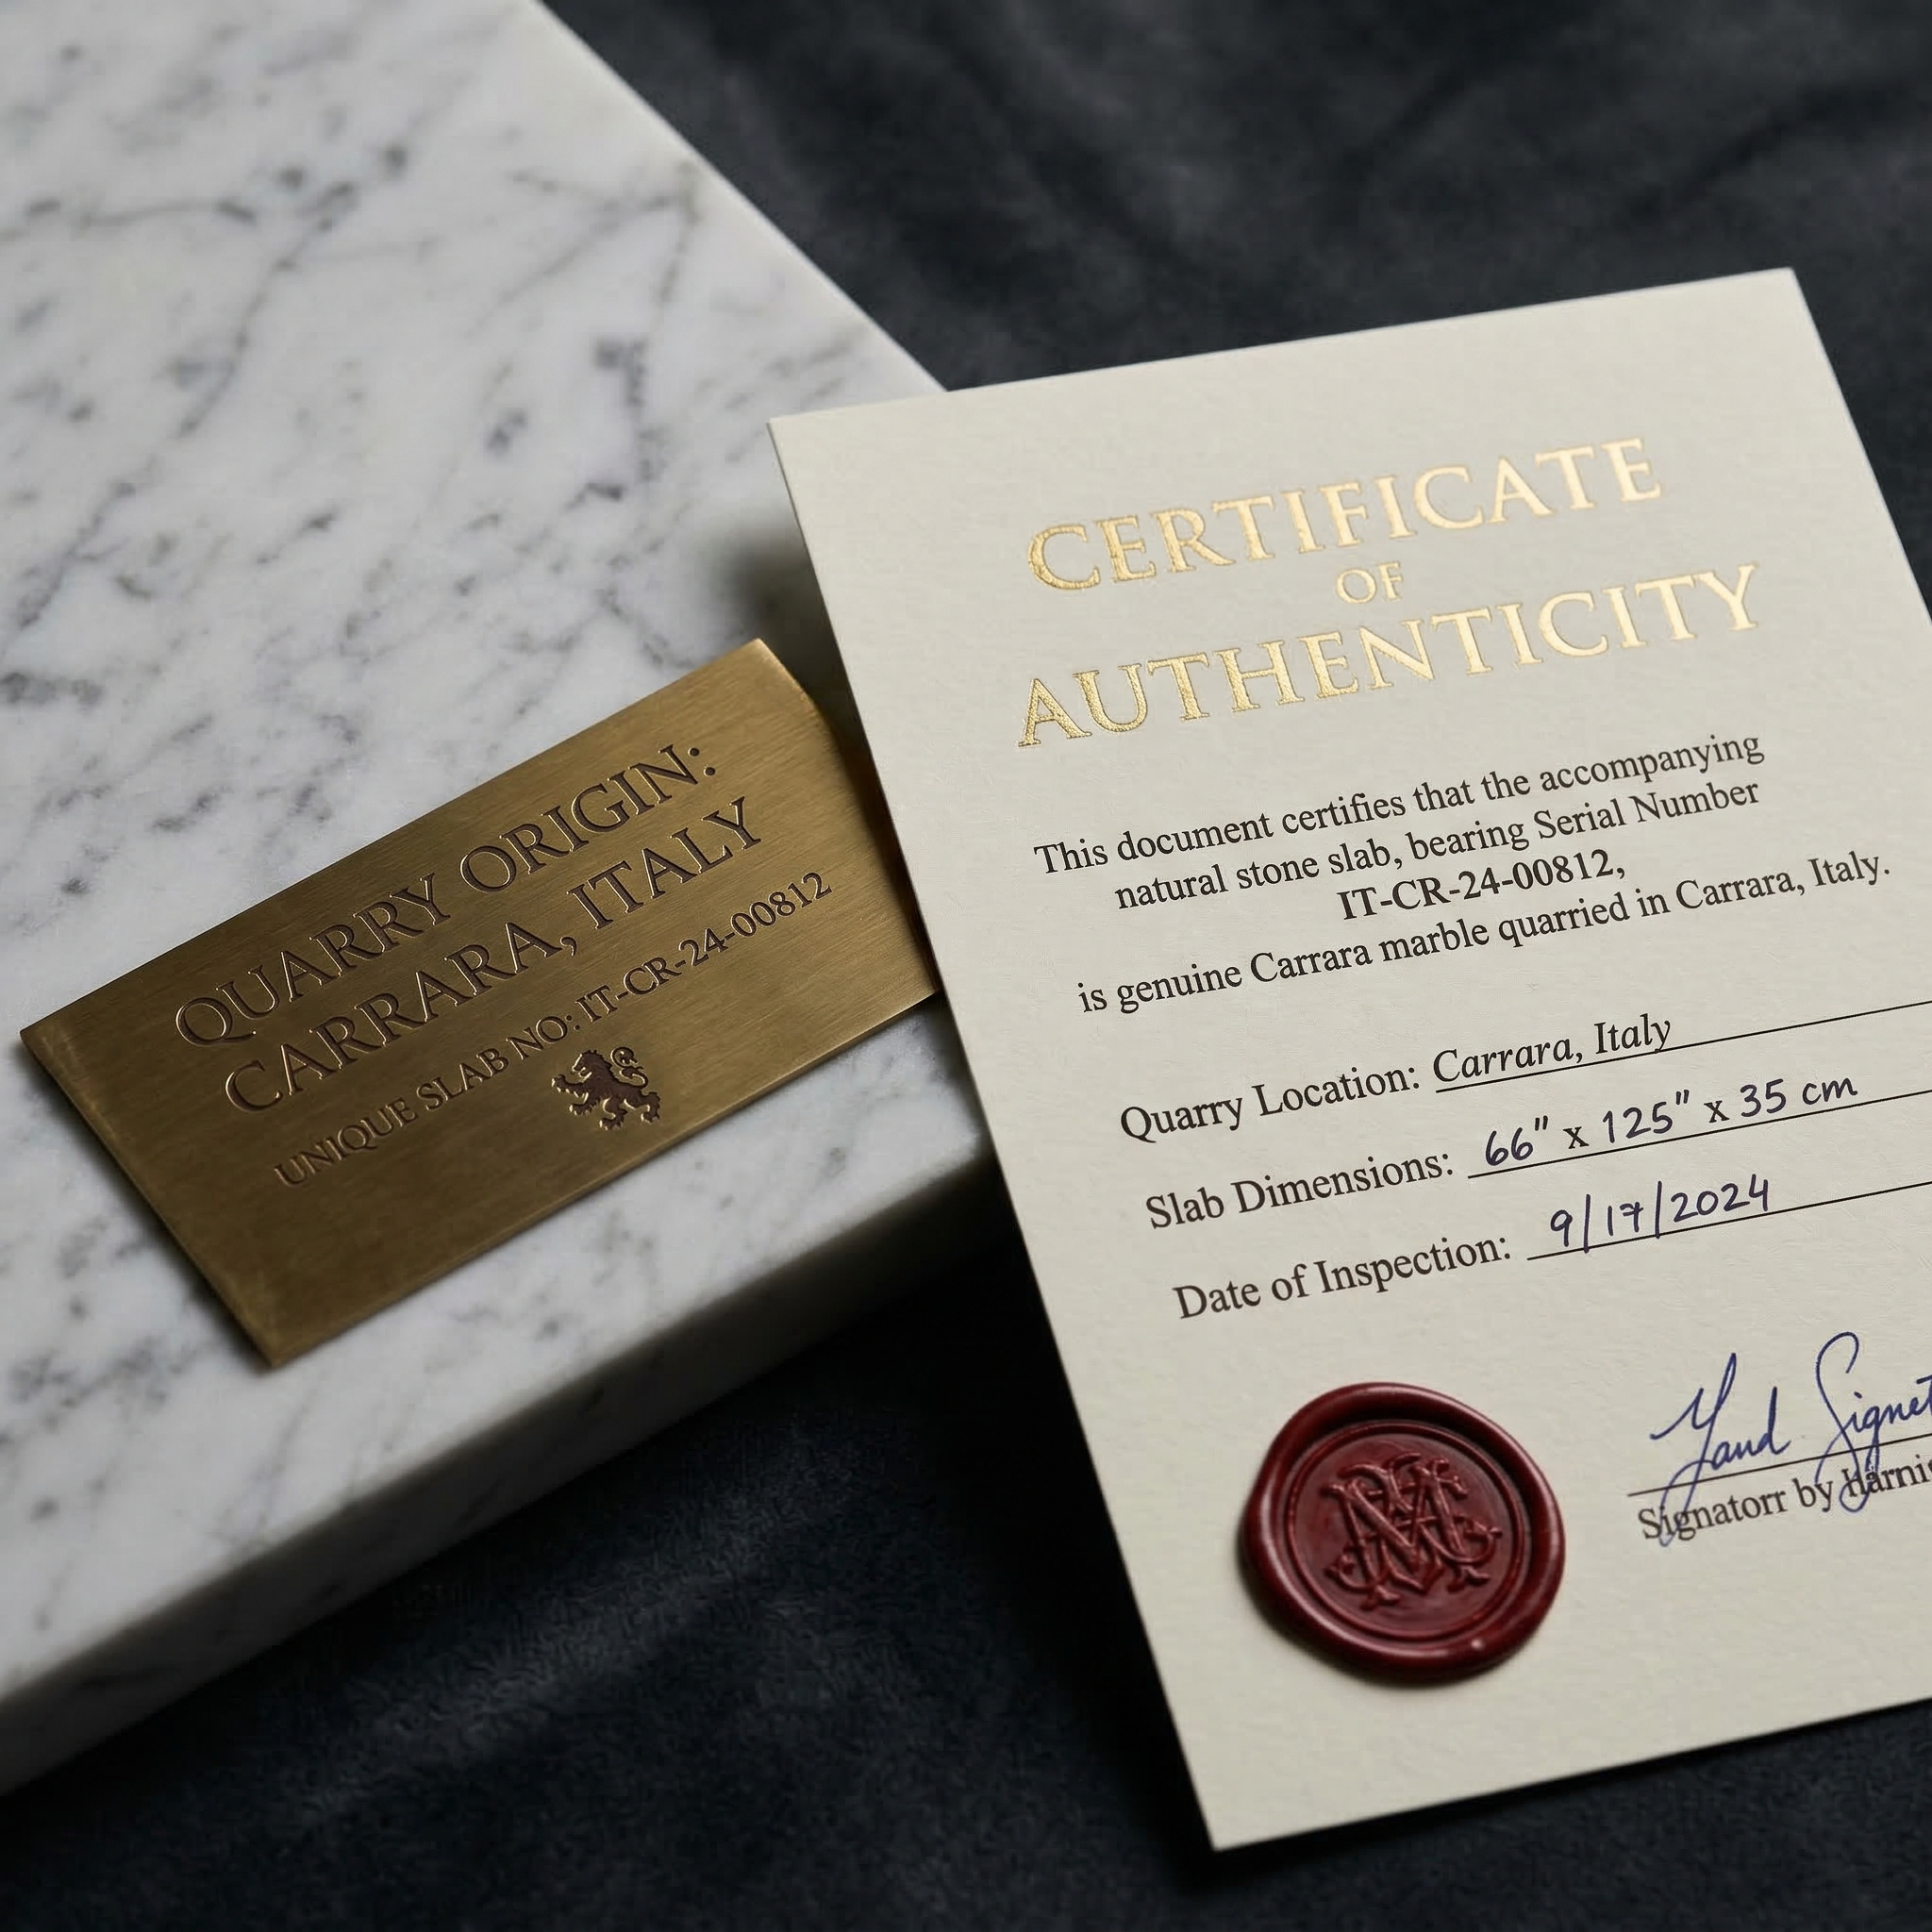 QUARRY ORIGIN:
CARRARA, ITALY
UNIQUE SLAB NO: IT-CR-24-00812
CERTIFICATE
OF
AUTHENTICITY
This document certifies that the accompanying
natural stone slab, bearing Serial Number
IT-CR-24-00812,
is genuine Carrara marble quarried in Carrara, Italy.
Quarry Location: Carrara, Italy
Slab Dimensions: 66" x 125" x 35 cm
Date of Inspection: 9/17/2024
Signatorr by